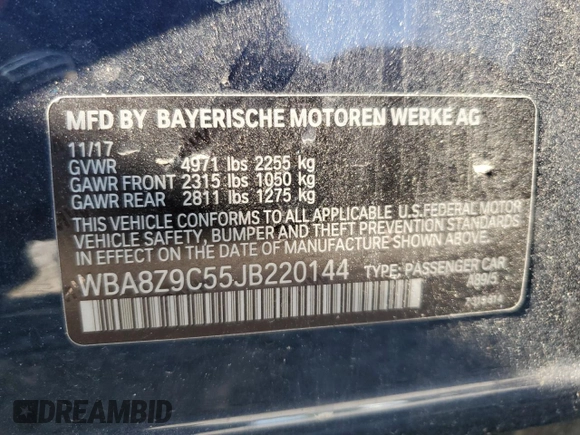 MFD BY BAYERISCHE MOTOREN WERKE AG
11/17
GVWR 4971 lbs 2255 kg
GAWR FRONT 2315 lbs 1050 kg
GAWR REAR 2811 lbs 1275 kg
THIS VEHICLE CONFORMS TO ALL APPLICABLE U.S.FEDERAL MOTOR
VEHICLE SAFETY, BUMPER, AND THEFT PREVENTION STANDARDS
IN EFFECT ON THE DATE OF MANUFACTURE SHOWN ABOVE.
WBA8Z9C55JB220144 TYPE: PASSENGER CAR
DREAMBID